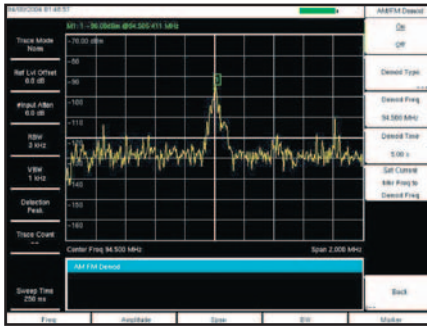 M1: -96.09dBm @94.505411 MHz
AM/FM Demod
Trace Mode
None
-70.00 dBm
On
Off
-80
Ref Lvl Offset
0.0 dB
-90
Demod Type
-100
#Input Atten
0.0 dB
Demod Freq
94.500 MHz
-110
-120
RBW
3 kHz
Demod Time
5.00 s
-130
VBW
1 kHz
-140
Set Current
Mkr Freq to
Demod Freq
-150
Detection
Peak
-160
Trace Count
--
Center Freq 94.500 MHz
Span 2.000 MHz
AM FM Demod
Sweep Time
250 ms
Back
Freq
Amplitude
Span
BW
Marker